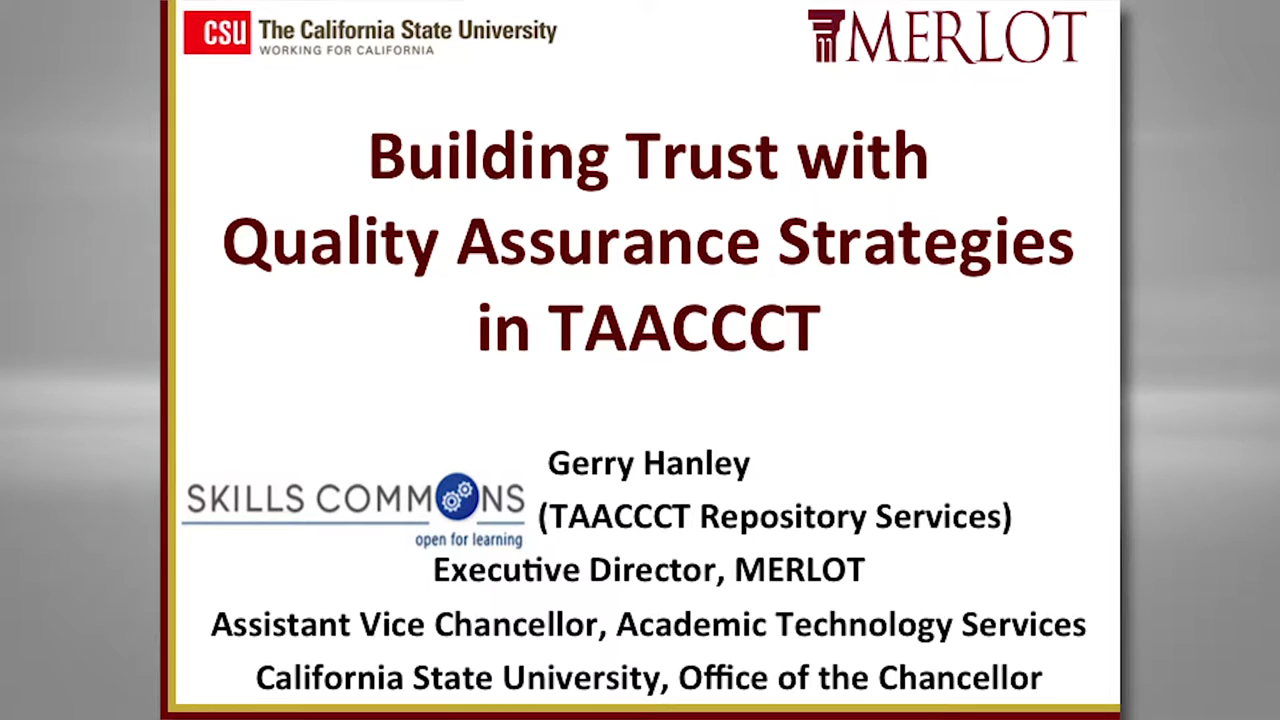 CSU The California State University
WORKING FOR CALIFORNIA
MERLOT
Building Trust with
Quality Assurance Strategies
in TAACCCT
Gerry Hanley
SKILLS COMMONS
open for learning
(TAACCCT Repository Services)
Executive Director, MERLOT
Assistant Vice Chancellor, Academic Technology Services
California State University, Office of the Chancellor